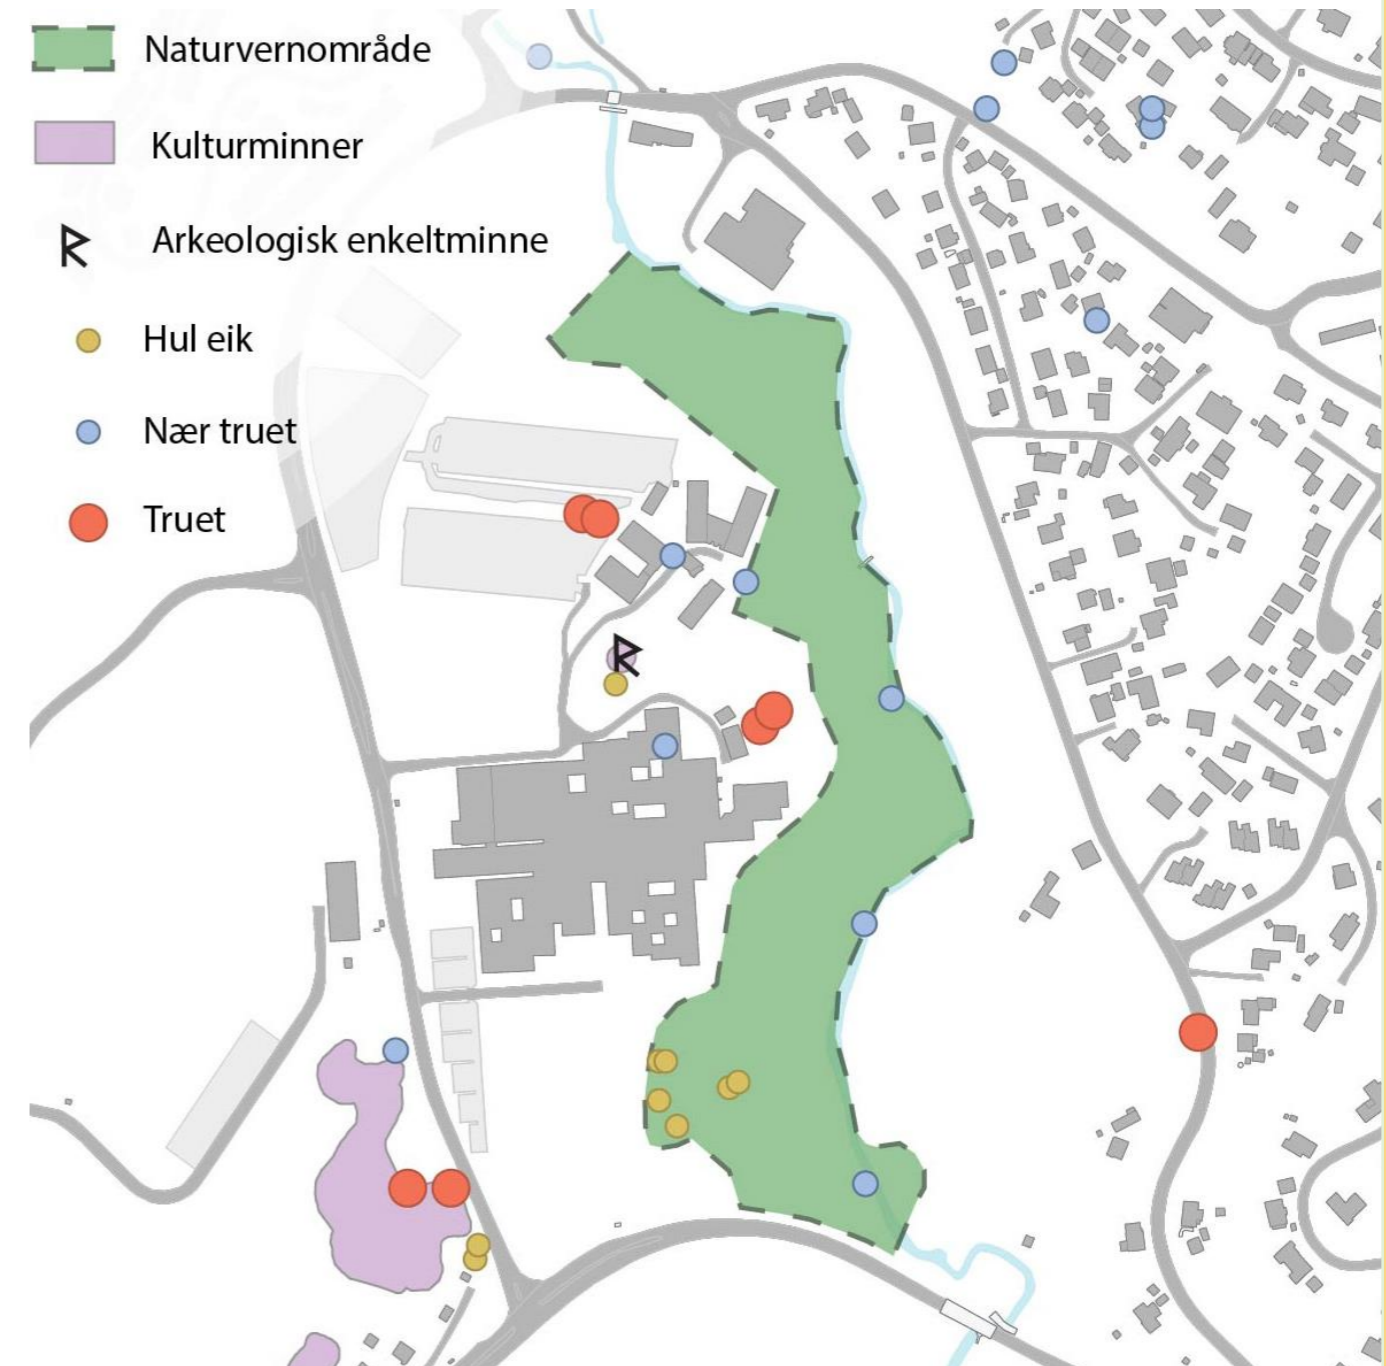 Naturvernområde
Kulturminner
Arkeologisk enkeltminne
Hul eik
Nær truet
Truet